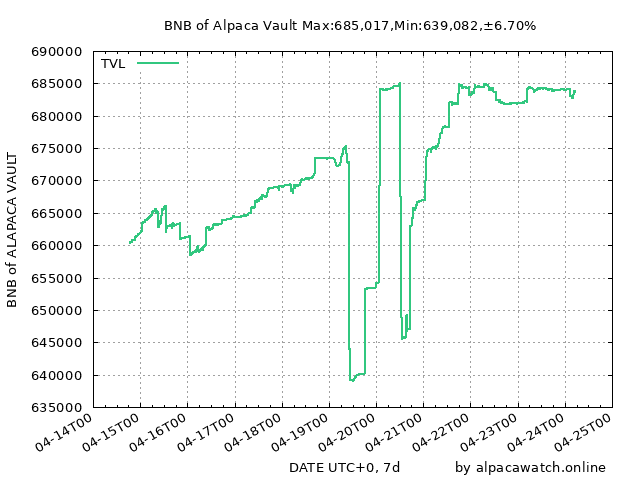 BNB of Alpaca Vault Max:685,017,Min:639,082,±6.70%
690000
685000
680000
675000
670000
665000
660000
655000
650000
645000
640000
635000
TVL
BNB of ALAPACA VAULT
04-14T00
04-15T00
04-16T00
04-17T00
04-18T00
04-19T00
04-20T00
04-21T00
04-22T00
04-23T00
04-24T00
04-25T00
DATE UTC+0, 7d
by alpacawatch.online